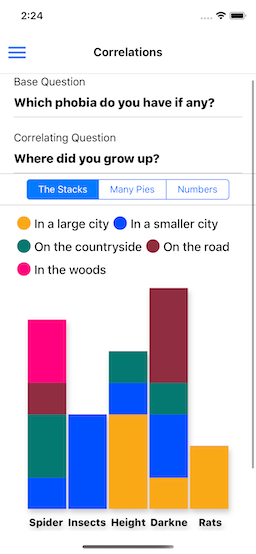 2:24
Correlations
Base Question
Which phobia do you have if any?
Correlating Question
Where did you grow up?
The Stacks Many Pies Numbers
In a large city In a smaller city
On the countryside On the road
In the woods
Spider Insects Height Darkne Rats